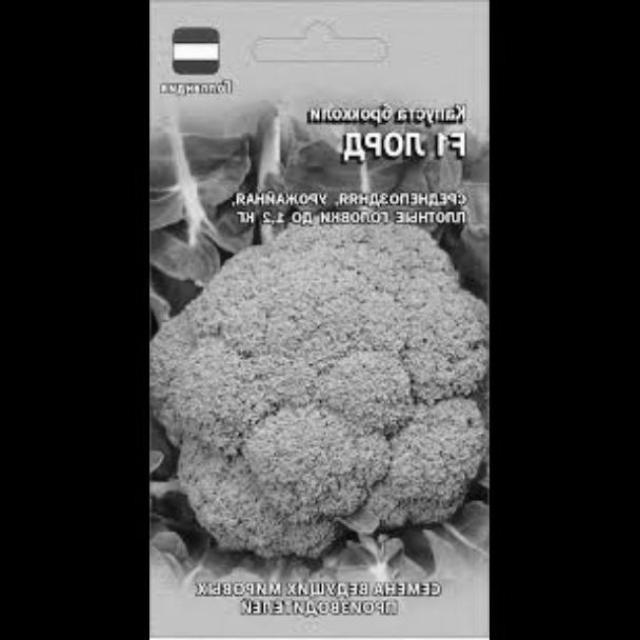 Голландия
Капуста брокколи
F1 ЛОРД
СРЕДНЕПОЗДНЯЯ, УРОЖАЙНАЯ,
ПЛОТНЫЕ ГОЛОВКИ ДО 1,2 КГ
СЕМЕНА ВЕДУЩИХ МИРОВЫХ
ПРОИЗВОДИТЕЛЕЙ